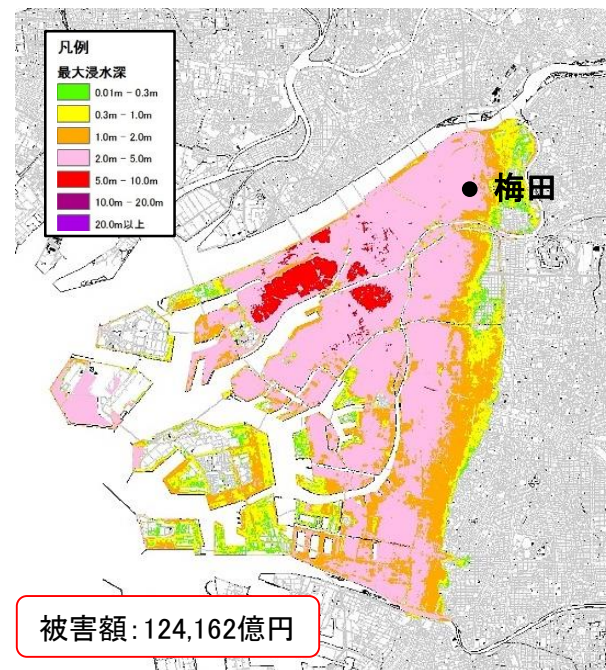 凡例
最大浸水深
0.01m - 0.3m
0.3m - 1.0m
1.0m - 2.0m
2.0m - 5.0m
5.0m - 10.0m
10.0m - 20.0m
20.0m以上
梅田
被害額：124,162億円